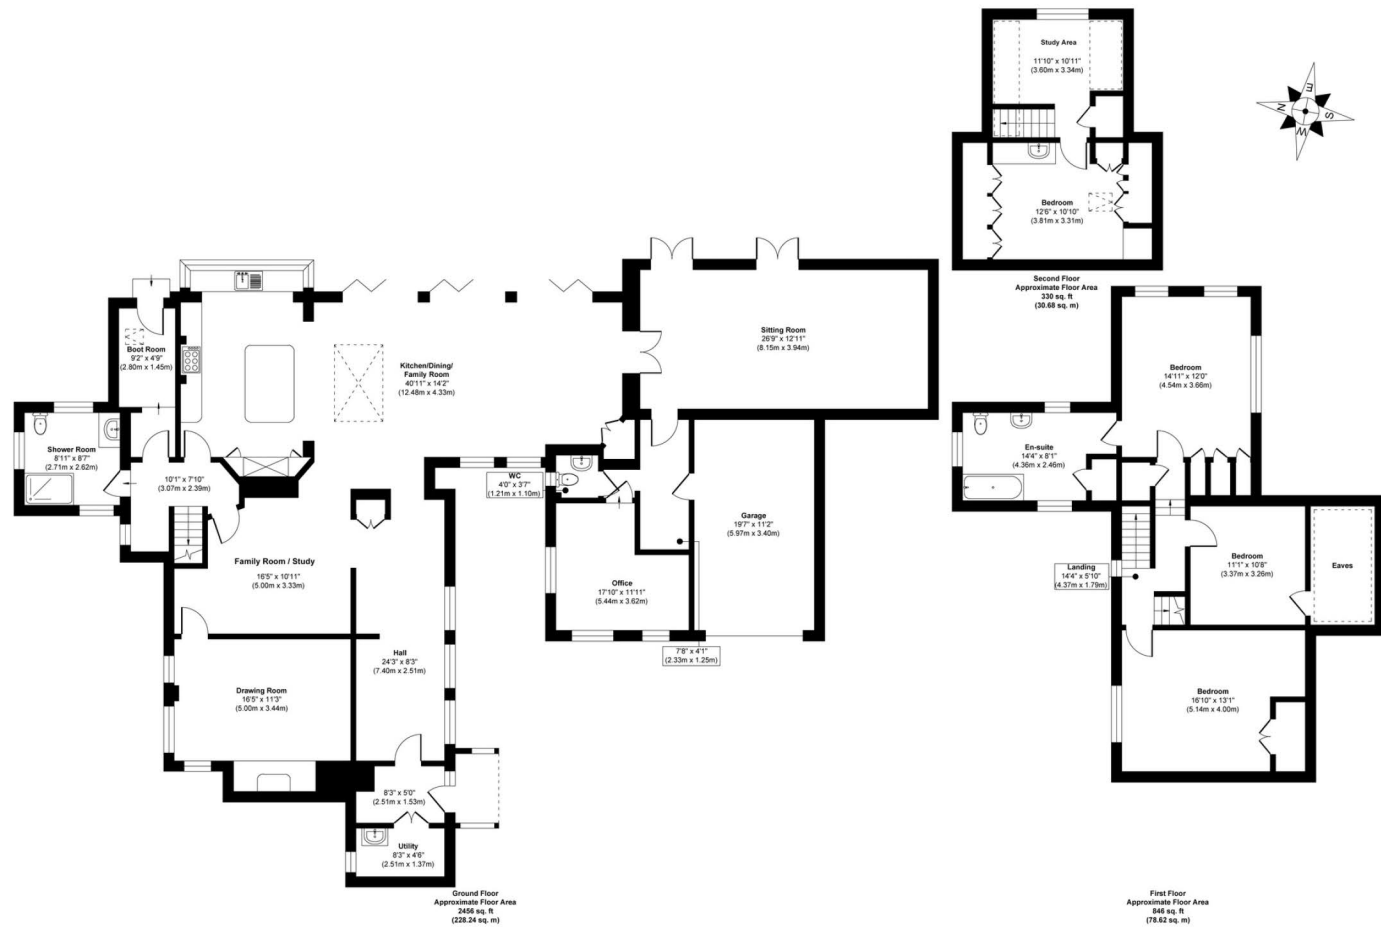 Study Area
11'10" x 10'11"
(3.60m x 3.34m)
E
N
S
W
Bedroom
12'6" x 10'10"
(3.81m x 3.31m)
Second Floor
Approximate Floor Area
330 sq. ft
(30.68 sq. m)
Boot Room
9'2" x 4'9"
(2.80m x 1.45m)
Kitchen/Dining/
Family Room
40'11" x 14'2"
(12.48m x 4.33m)
Sitting Room
26'9" x 12'11"
(8.15m x 3.94m)
Bedroom
14'11" x 12'0"
(4.54m x 3.66m)
Shower Room
8'11" x 8'7"
(2.71m x 2.62m)
10'1" x 7'10"
(3.07m x 2.39m)
WC
4'0" x 3'7"
(1.21m x 1.10m)
En-suite
14'4" x 8'1"
(4.36m x 2.46m)
Garage
19'7" x 11'2"
(5.97m x 3.40m)
Family Room / Study
16'5" x 10'11"
(5.00m x 3.33m)
Office
17'10" x 11'11"
(5.44m x 3.62m)
7'8" x 4'1"
(2.33m x 1.25m)
Landing
14'4" x 5'10"
(4.37m x 1.79m)
Bedroom
11'1" x 10'8"
(3.37m x 3.26m)
Eaves
Hall
24'3" x 8'3"
(7.40m x 2.51m)
Drawing Room
16'5" x 11'3"
(5.00m x 3.44m)
Bedroom
16'10" x 13'1"
(5.14m x 4.00m)
8'3" x 5'0"
(2.51m x 1.53m)
Utility
8'3" x 4'6"
(2.51m x 1.37m)
Ground Floor
Approximate Floor Area
2456 sq. ft
(228.24 sq. m)
First Floor
Approximate Floor Area
846 sq. ft
(78.62 sq. m)